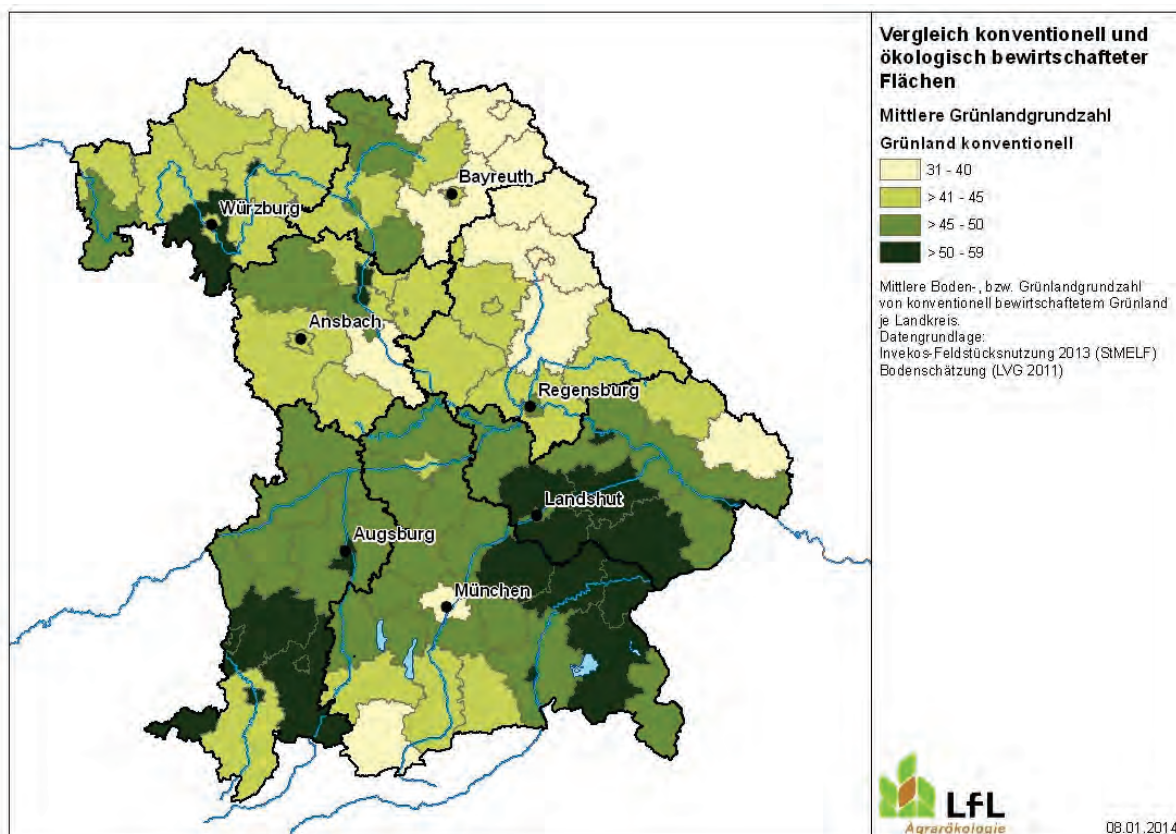 Vergleich konventionell und
ökologisch bewirtschafteter
Flächen
Mittlere Grünlandgrundzahl
Grünland konventionell
31 - 40
> 41 - 45
> 45 - 50
> 50 - 59
Mittlere Boden-, bzw. Grünlandgrundzahl
von konventionell bewirtschaftetem Grünland
je Landkreis.
Datengrundlage:
Invekos-Feldstücksnutzung 2013 (StMELF)
Bodenschätzung (LVG 2011)
Bayreuth
Würzburg
Ansbach
Regensburg
Landshut
Augsburg
München
LfL
Agrarökologie
08.01.2014